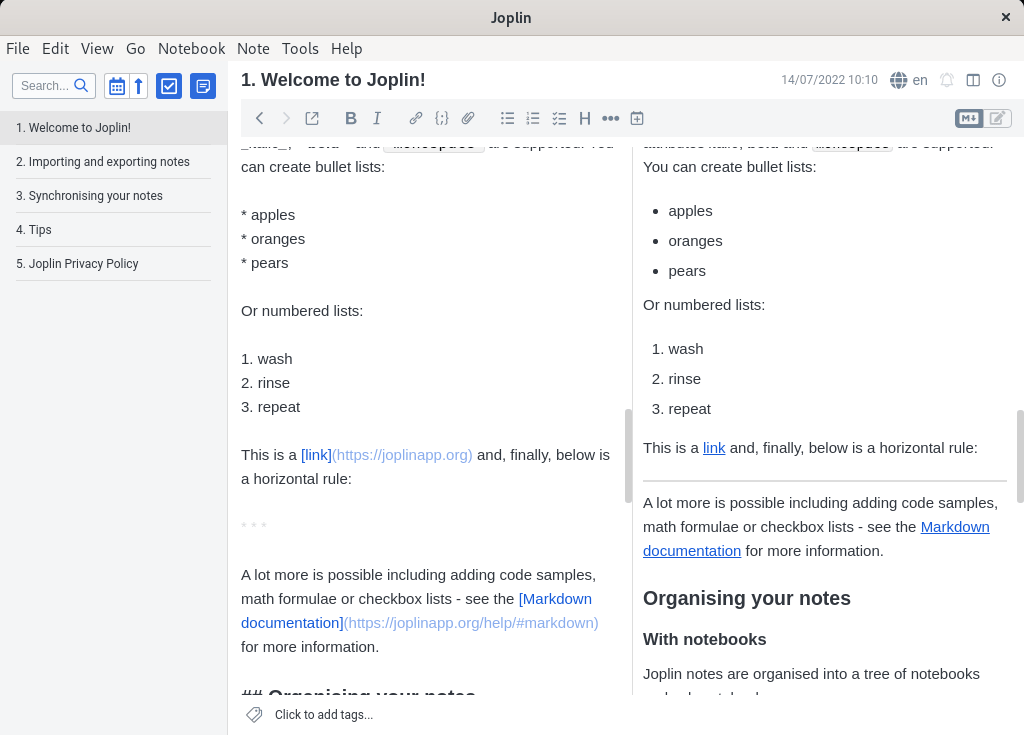 Joplin
File Edit View Go Notebook Note Tools Help
Search...
1. Welcome to Joplin!
2. Importing and exporting notes
3. Synchronising your notes
4. Tips
5. Joplin Privacy Policy
1. Welcome to Joplin!
14/07/2022 10:10
en
can create bullet lists:
* apples
* oranges
* pears
Or numbered lists:
1. wash
2. rinse
3. repeat
This is a [link](https://joplinapp.org) and, finally, below is
a horizontal rule:
* * *
A lot more is possible including adding code samples,
math formulae or checkbox lists - see the [Markdown
documentation](https://joplinapp.org/help/#markdown)
for more information.
## Organising your notes
You can create bullet lists:
• apples
• oranges
• pears
Or numbered lists:
1. wash
2. rinse
3. repeat
This is a link and, finally, below is a horizontal rule:
A lot more is possible including adding code samples,
math formulae or checkbox lists - see the Markdown
documentation for more information.
Organising your notes
With notebooks
Joplin notes are organised into a tree of notebooks
Click to add tags...